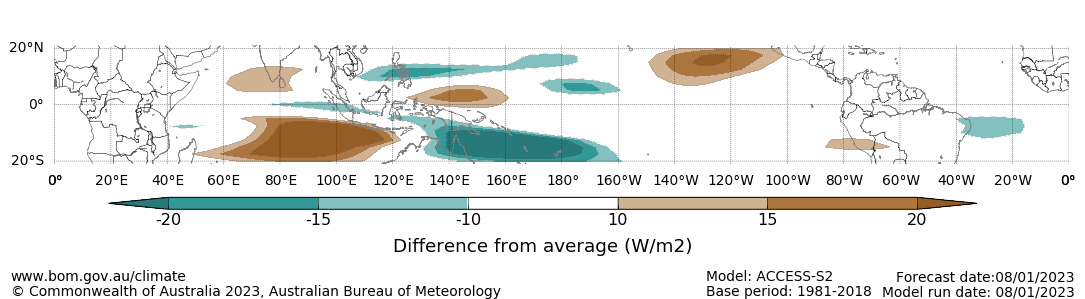 20°N
0°
20°S
0° 20°E 40°E 60°E 80°E 100°E 120°E 140°E 160°E 180° 160°W 140°W 120°W 100°W 80°W 60°W 40°W 20°W 0°
-20 -15 -10 10 15 20
Difference from average (W/m2)
www.bom.gov.au/climate
© Commonwealth of Australia 2023, Australian Bureau of Meteorology
Model: ACCESS-S2
Base period: 1981-2018
Forecast date:08/01/2023
Model run date: 08/01/2023